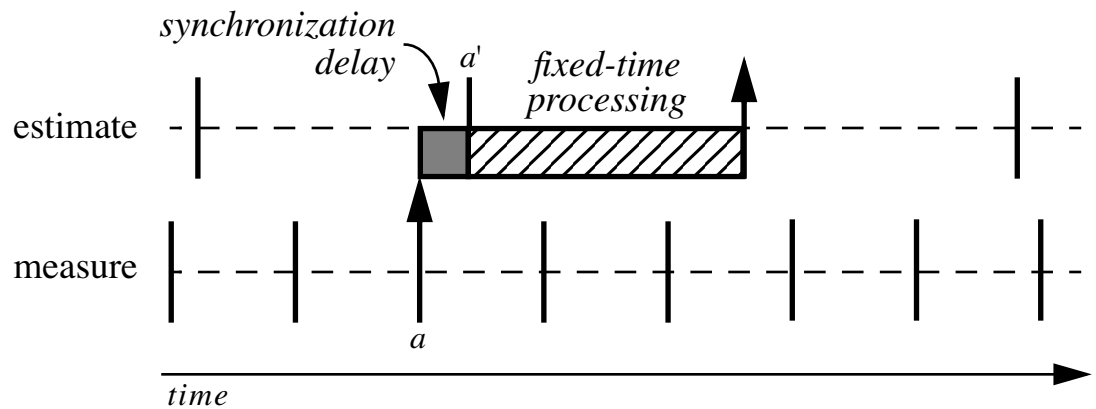 synchronization
delay
a'
fixed-time
processing
estimate
measure
a
time